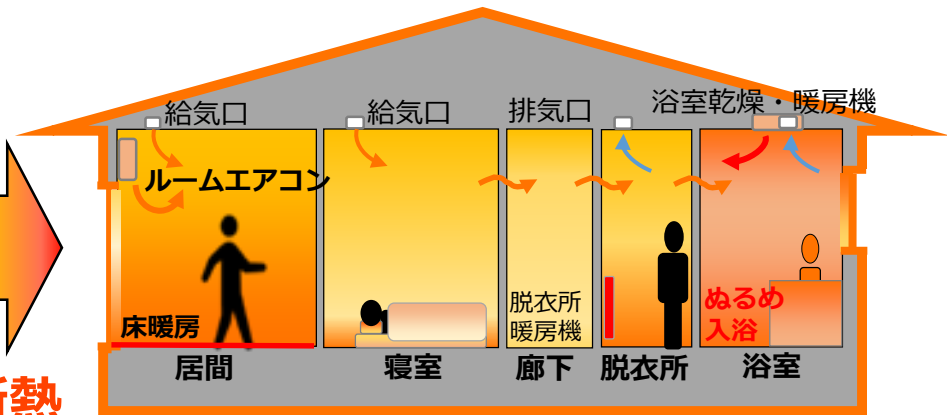 給気口
給気口
排気口
浴室乾燥・暖房機
ルームエアコン
床暖房
脱衣所
暖房機
ぬるめ
入浴
居間
寝室
廊下
脱衣所
浴室
熱